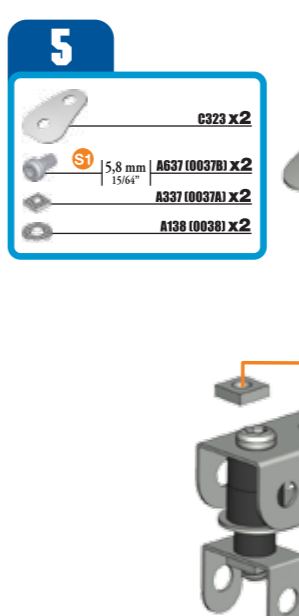 5
C323 x2
S1 5,8 mm A637 (0037B) x2
15/64"
A337 (0037A) x2
A138 (0038) x2